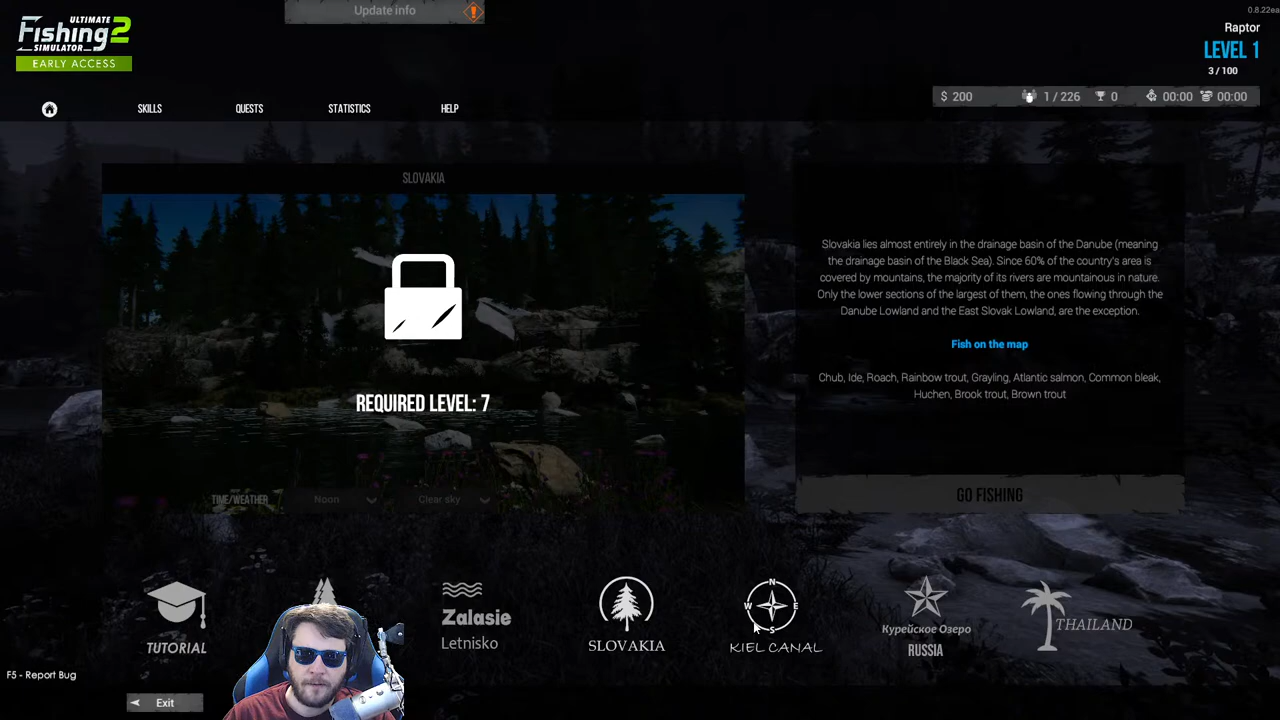 Update info
0.8.22ea
ULTIMATE
Fishing 2
SIMULATOR
EARLY ACCESS
Raptor
LEVEL 1
3 / 100
$ 200
1 / 226
0
00:00
00:00
SKILLS
QUESTS
STATISTICS
HELP
SLOVAKIA
REQUIRED LEVEL: 7
TIME/WEATHER
Noon
Clear sky
Slovakia lies almost entirely in the drainage basin of the Danube (meaning
the drainage basin of the Black Sea). Since 60% of the country's area is
covered by mountains, the majority of its rivers are mountainous in nature.
Only the lower sections of the largest of them, the ones flowing through the
Danube Lowland and the East Slovak Lowland, are the exception.
Fish on the map
Chub, Ide, Roach, Rainbow trout, Grayling, Atlantic salmon, Common bleak,
Huchen, Brook trout, Brown trout
GO FISHING
TUTORIAL
Zalasie
Letnisko
SLOVAKIA
N
W E
S
KIEL CANAL
Курейское Озеро
RUSSIA
THAILAND
F5 - Report Bug
Exit